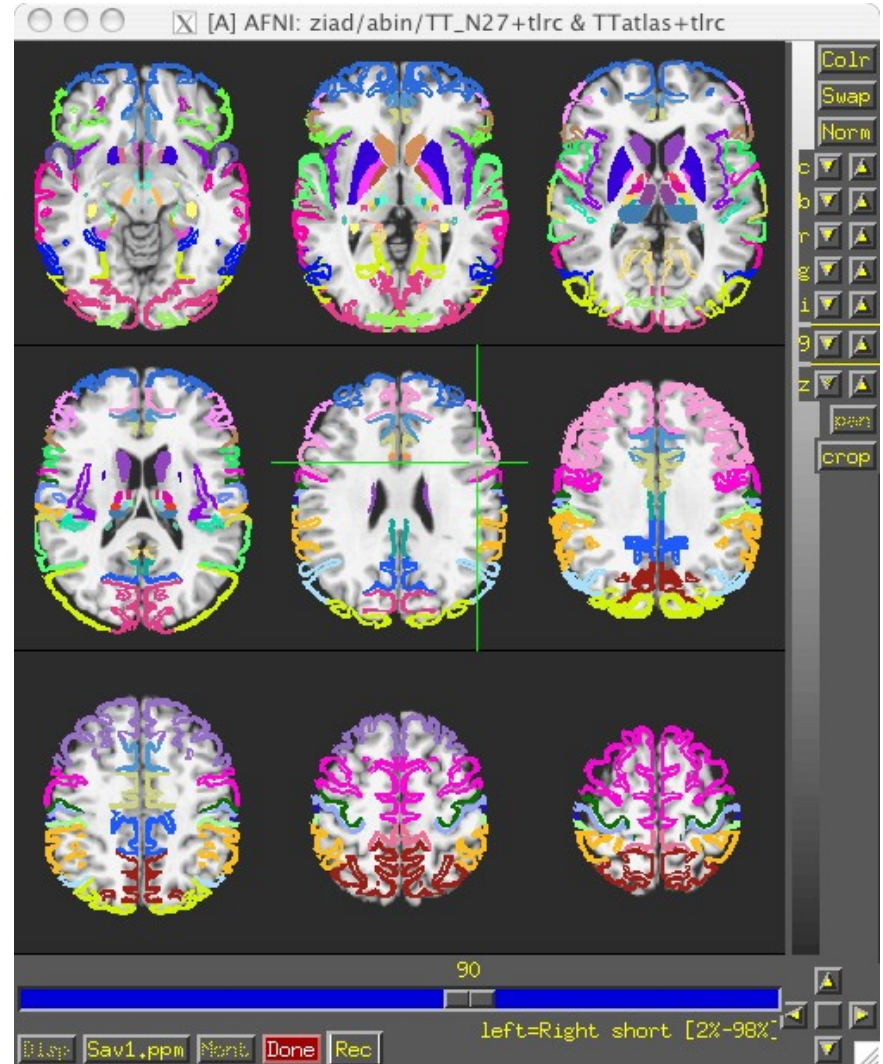 [A] AFNI: ziad/abin/TT_N27+tlrc & TTatlas+tlrc
Colr
Swap
Norm
c
b
r
g
i
9
z
pan
crop
90
left=Right short [2%-98%]
Disp Sav1.ppm Mont Done Rec